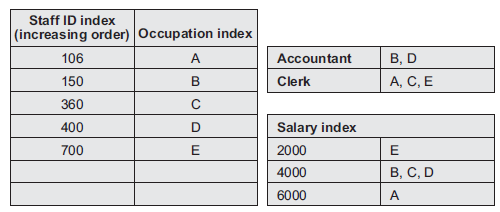 Staff ID index
(increasing order) Occupation index
106 A
150 B
360 C
400 D
700 E
Accountant B, D
Clerk A, C, E
Salary index
2000 E
4000 B, C, D
6000 A